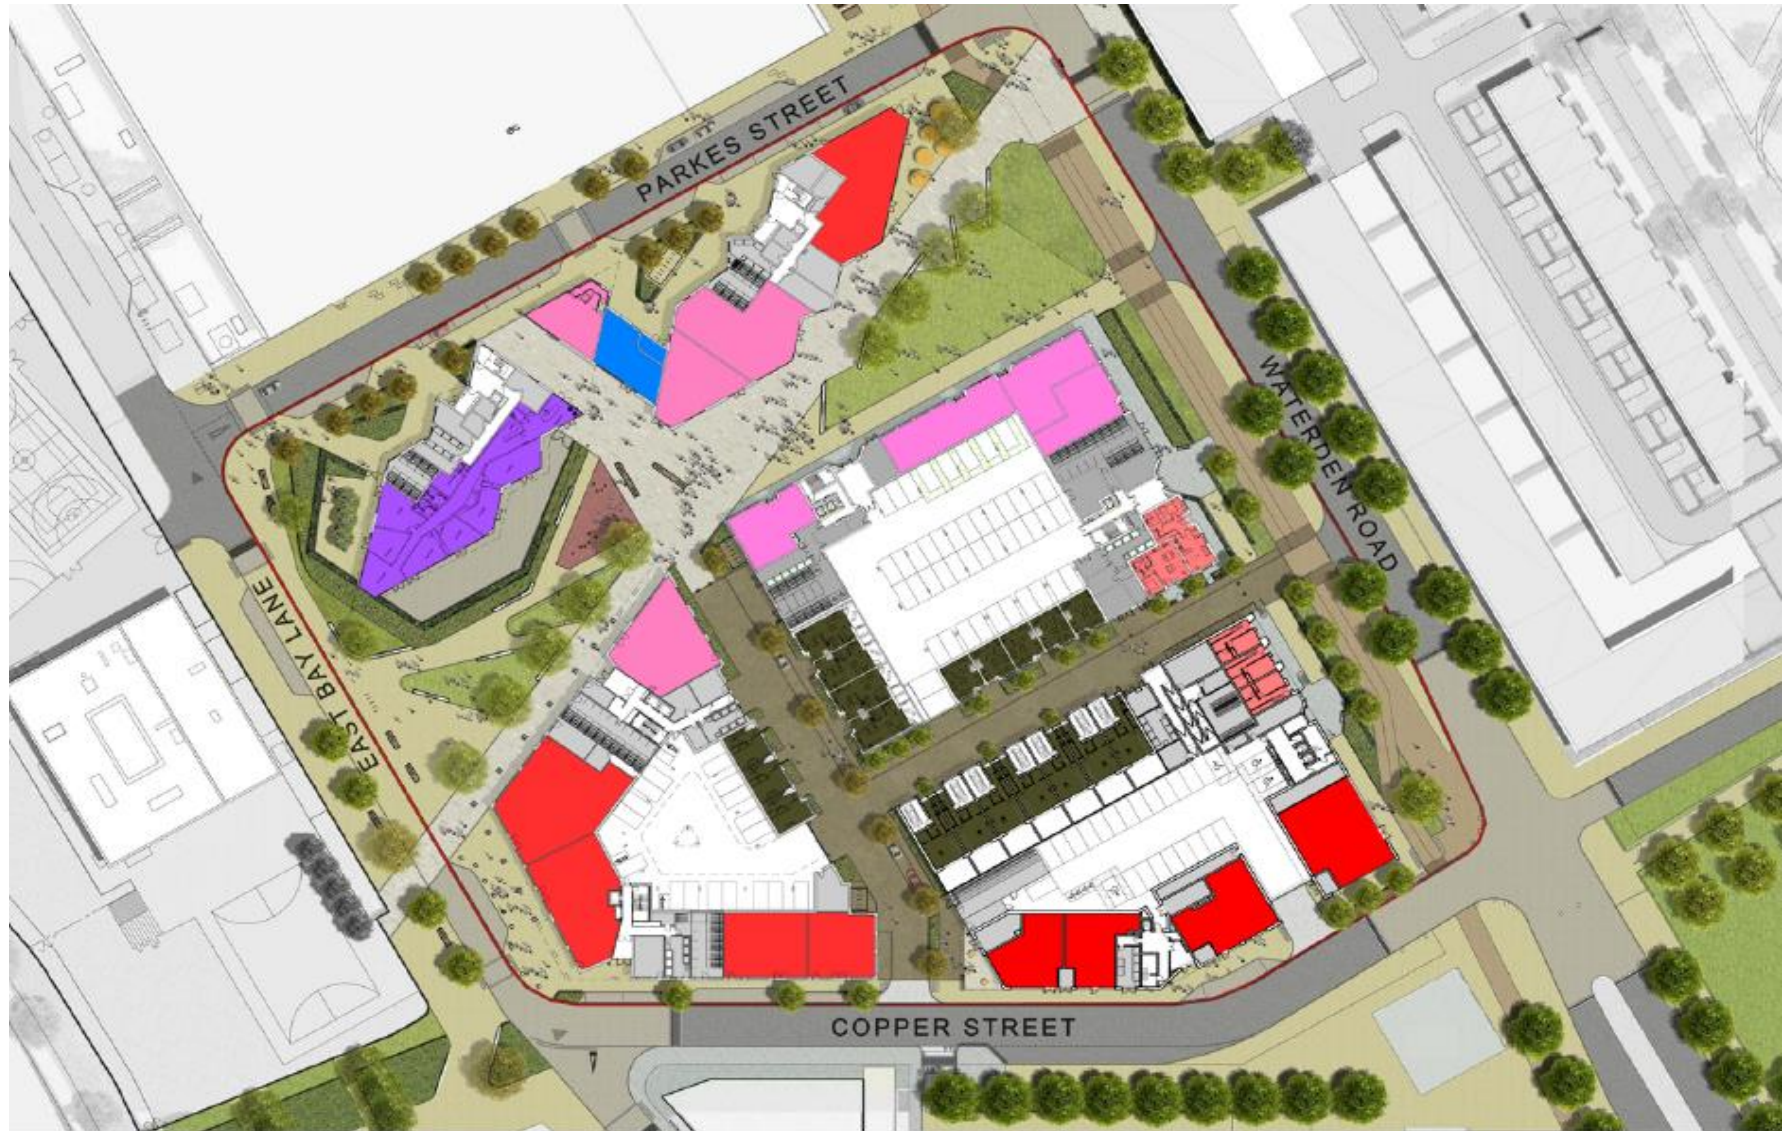 PARKES STREET
WATERDEN ROAD
EAST BAY LANE
COPPER STREET